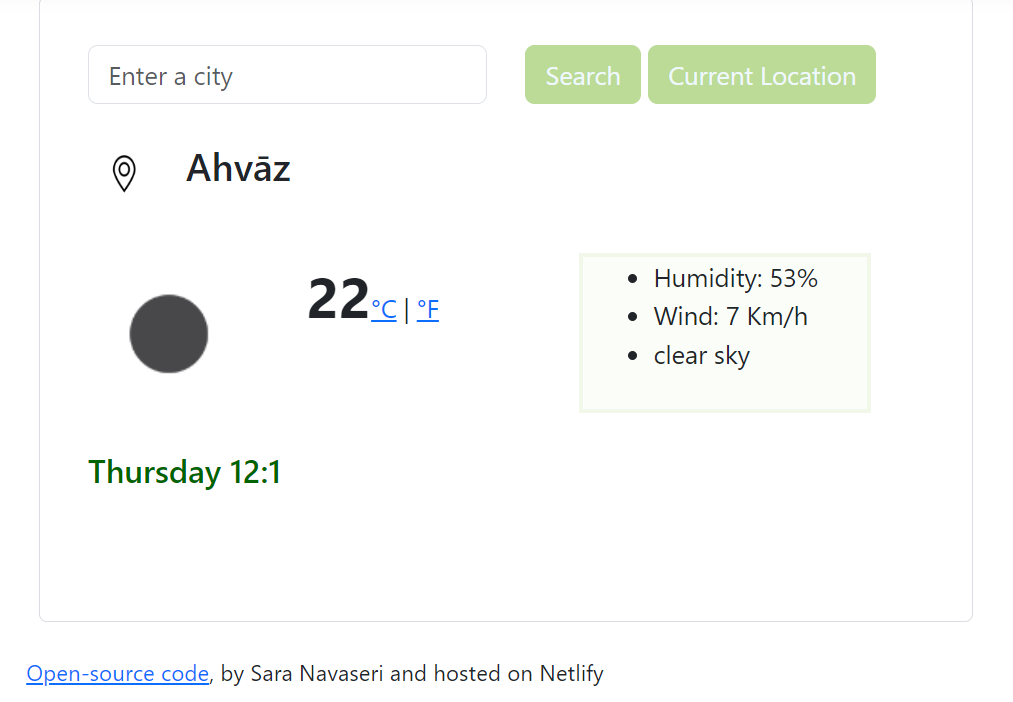 Enter a city
Search
Current Location
Ahvāz
22°C | °F
Humidity: 53%
Wind: 7 Km/h
clear sky
Thursday 12:1
Open-source code, by Sara Navaseri and hosted on Netlify